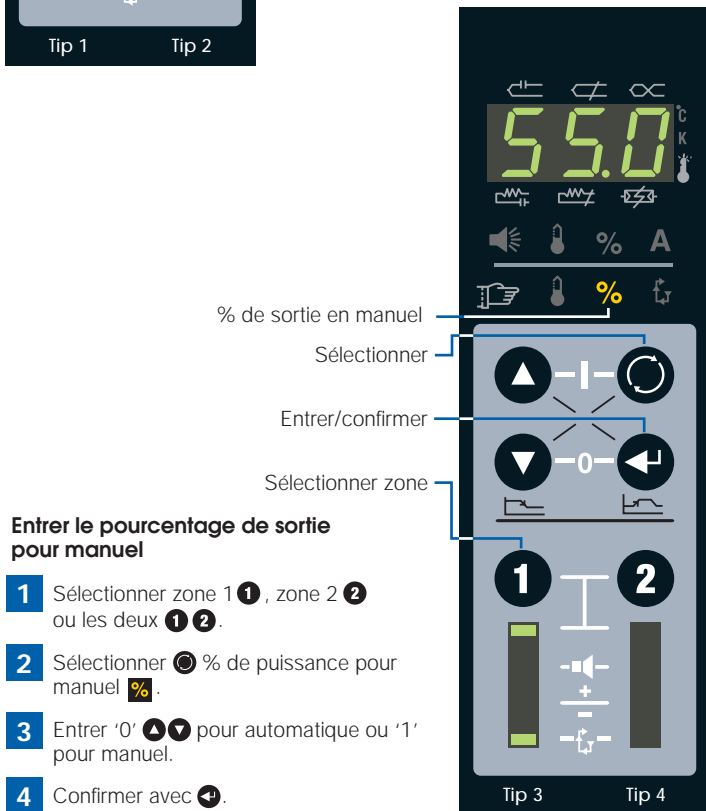 Tip 1 Tip 2
55.0
°C
K
% A
%
% de sortie en manuel
Sélectionner
I
Entrer/confirmer
0
Sélectionner zone
Entrer le pourcentage de sortie
pour manuel
1 2
1 Sélectionner zone 1 1 , zone 2 2
ou les deux 1 2 .
2 Sélectionner % de puissance pour
manuel % .
3 Entrer '0' pour automatique ou '1'
pour manuel.
4 Confirmer avec .
+
−
Tip 3 Tip 4